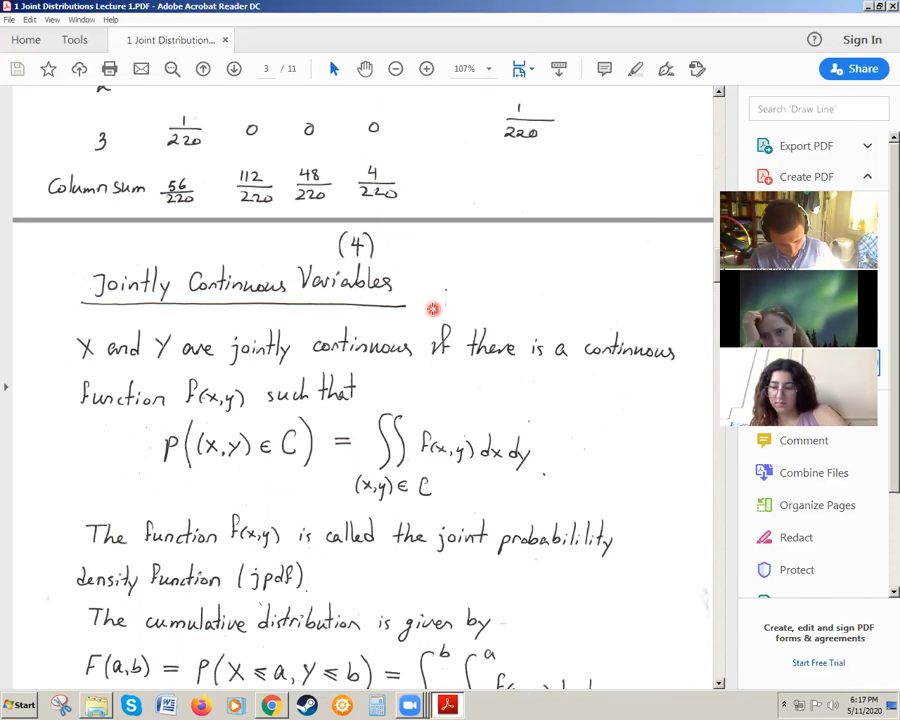 1 Joint Distributions Lecture 1.PDF - Adobe Acrobat Reader DC
File Edit View Window Help
Home Tools 1 Joint Distribution... × Sign In
3 / 11 107% Share
1/220
3 1/220 0 0 0
Column sum 56/220 112/220 48/220 4/220
(4)
Jointly Continuous Variables
X and Y are jointly continuous if there is a continuous
function f(x,y) such that
P((X,Y) ∈ C) = ∬ f(x,y) dx dy.
(x,y) ∈ C
The function f(x,y) is called the joint probabilility
density function (jpdf).
The cumulative distribution is given by
F(a,b) = P(X ⩽ a, Y ⩽ b) = ∫ b ∫ a
Search 'Draw Line'
Export PDF
Create PDF
Comment
Combine Files
Organize Pages
Redact
Protect
Create, edit and sign PDF
forms & agreements
Start Free Trial
Start
6:17 PM
5/11/2020